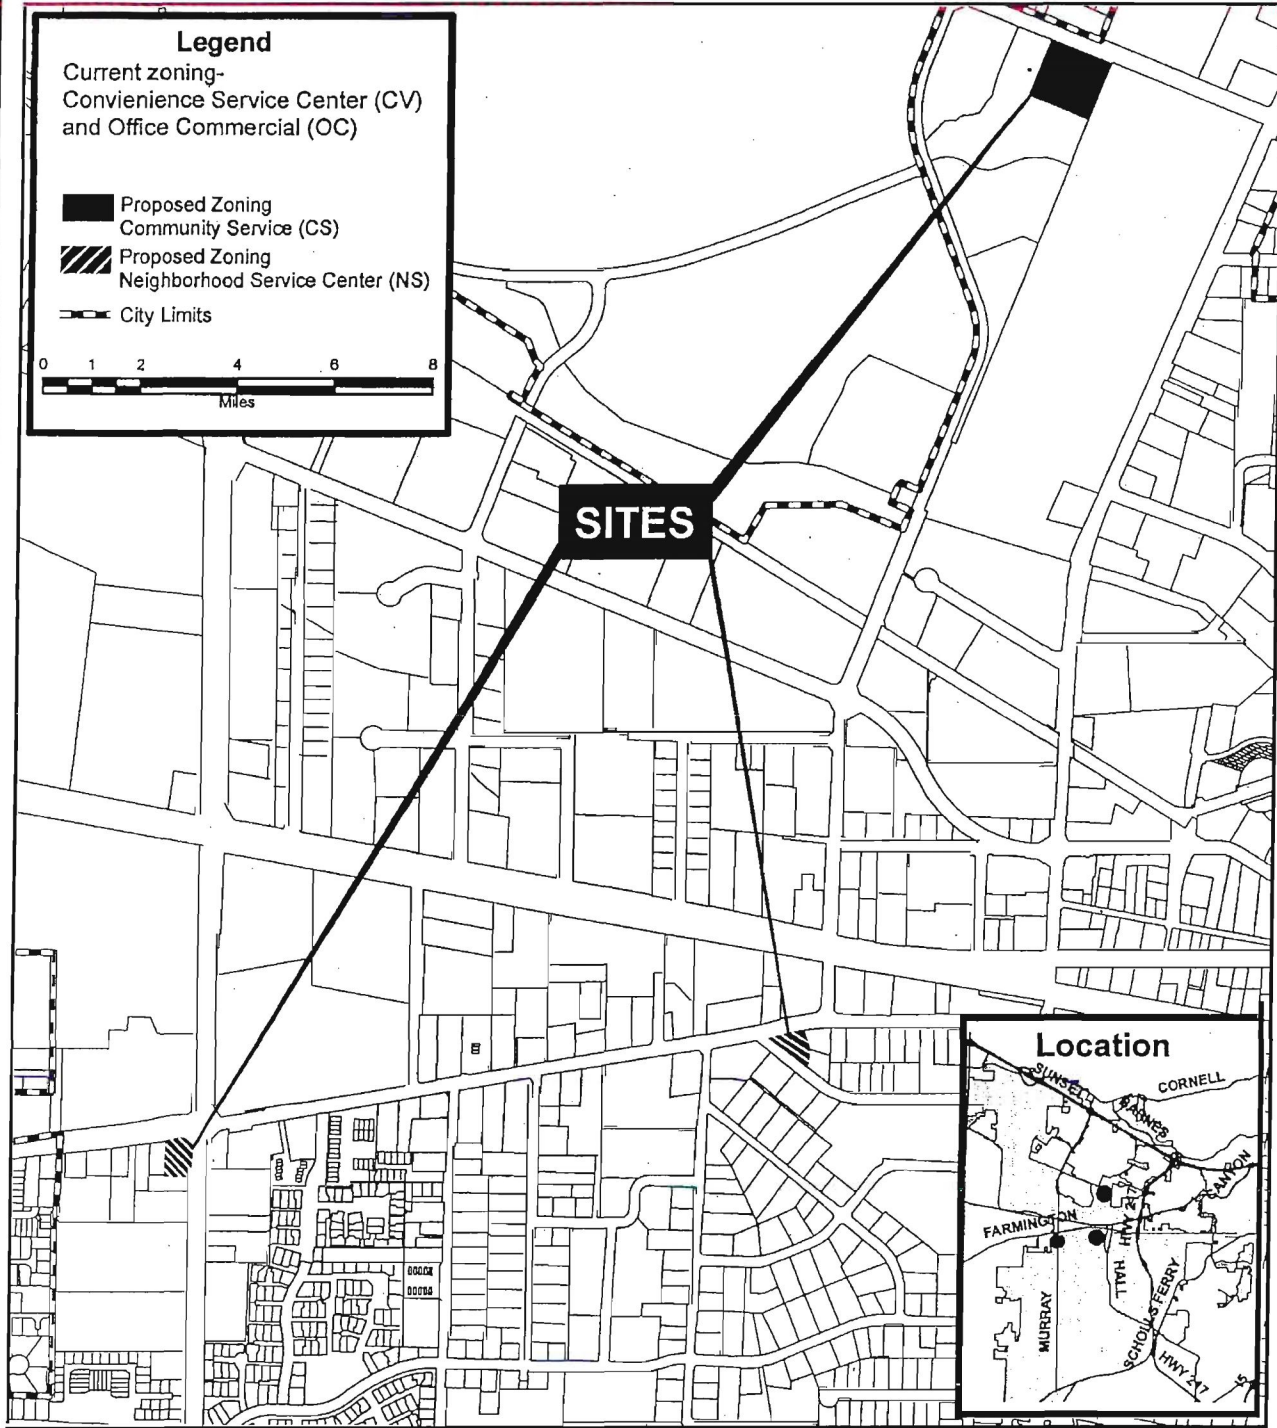 Legend
Current zoning-
Convienience Service Center (CV)
and Office Commercial (OC)
Proposed Zoning
Community Service (CS)
Proposed Zoning
Neighborhood Service Center (NS)
City Limits
0 1 2 4 6 8
Miles
SITES
Location
SUNSET
CORNELL
BARNES
CANYON
FARMINGTON
HWY 217
HALL
MURRAY
SCHOLLS FERRY
HWY 217
I5